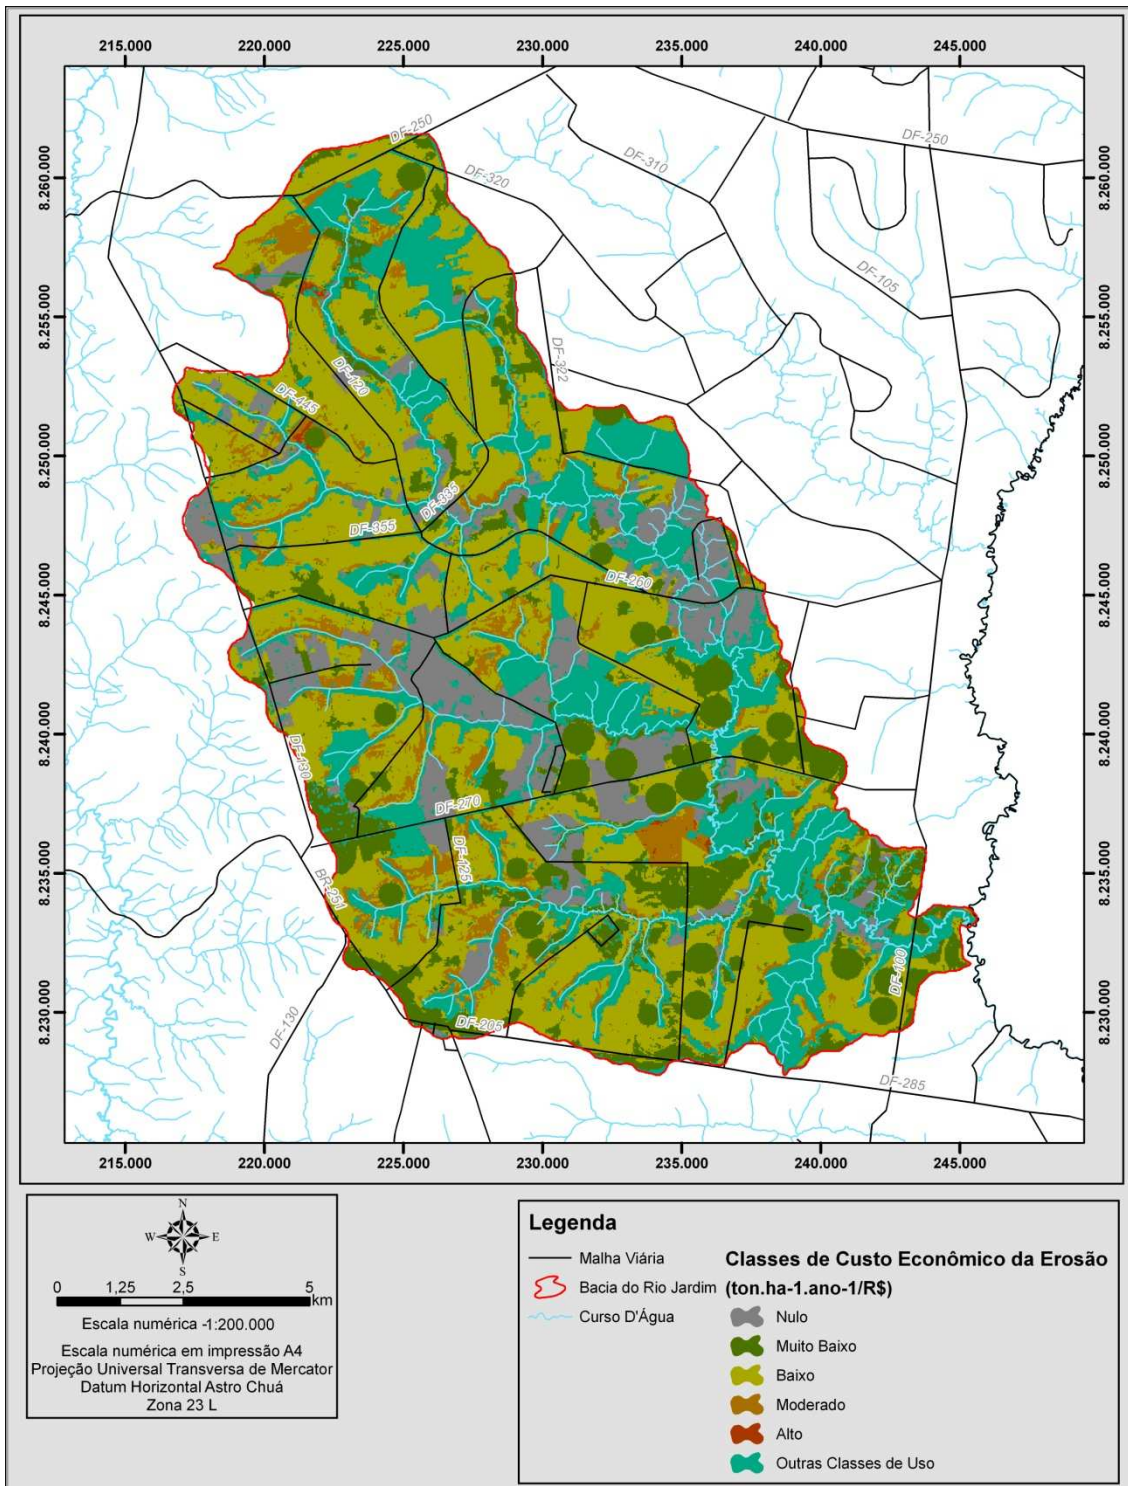 215.000 220.000 225.000 230.000 235.000 240.000 245.000
8.260.000 8.260.000
8.255.000 8.255.000
8.250.000 8.250.000
8.245.000 8.245.000
8.240.000 8.240.000
8.235.000 8.235.000
8.230.000 8.230.000
DF-250
DF-250
DF-310
DF-320
DF-105
DF-322
DF-120
DF-445
DF-335
DF-355
DF-260
DF-130
DF-270
DF-125
BR-251
DF-100
DF-130
DF-205
DF-285
215.000 220.000 225.000 230.000 235.000 240.000 245.000
N
W E
S
0 1,25 2,5 5
km
Escala numérica -1:200.000
Escala numérica em impressão A4
Projeção Universal Transversa de Mercator
Datum Horizontal Astro Chuá
Zona 23 L
Legenda
Malha Viária
Bacia do Rio Jardim
Curso D'Água
Classes de Custo Econômico da Erosão
(ton.ha-1.ano-1/R$)
Nulo
Muito Baixo
Baixo
Moderado
Alto
Outras Classes de Uso